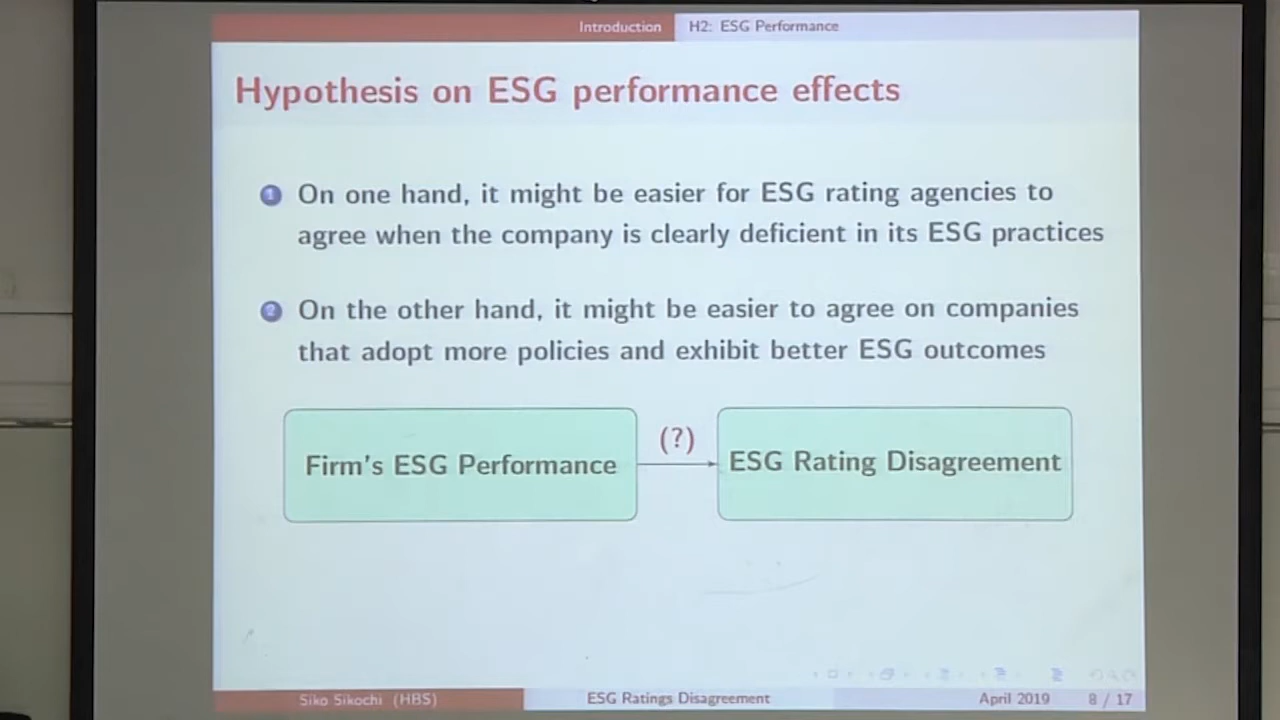 Introduction H2: ESG Performance
Hypothesis on ESG performance effects
1 On one hand, it might be easier for ESG rating agencies to
agree when the company is clearly deficient in its ESG practices
2 On the other hand, it might be easier to agree on companies
that adopt more policies and exhibit better ESG outcomes
(?)
Firm's ESG Performance ESG Rating Disagreement
Siko Sikochi (HBS) ESG Ratings Disagreement April 2019 8 / 17